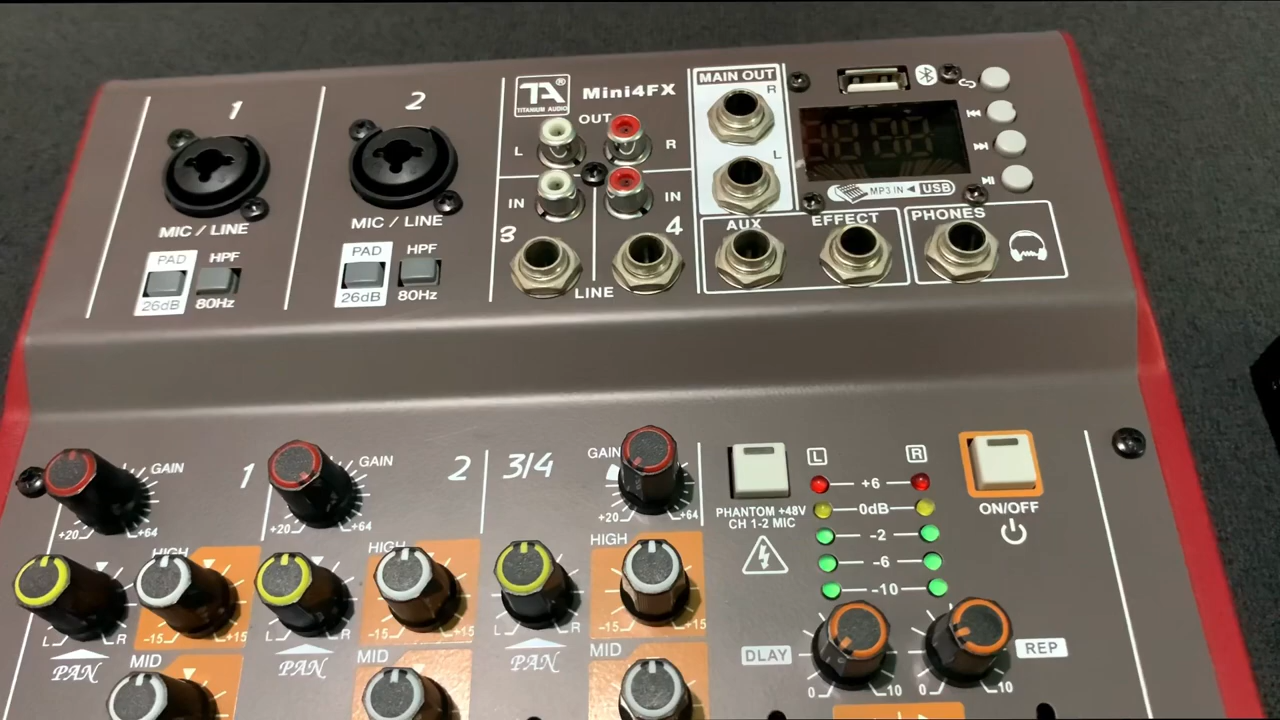 1
2
TA
TITANIUM AUDIO
Mini4FX
OUT
L
R
IN
IN
3
4
LINE
MAIN OUT
R
L
MP3 IN
USB
AUX
EFFECT
PHONES
MIC / LINE
MIC / LINE
PAD
26dB
HPF
80Hz
PAD
26dB
HPF
80Hz
GAIN
+20
+64
1
GAIN
+20
+64
2
3/4
GAIN
+20
+64
PHANTOM +48V
CH 1-2 MIC
L
R
+6
0dB
-2
-6
-10
ON/OFF
HIGH
-15
+15
HIGH
-15
+15
HIGH
-15
+15
L
R
PAN
L
R
PAN
L
R
PAN
MID
MID
MID
DLAY
0
10
0
10
REP